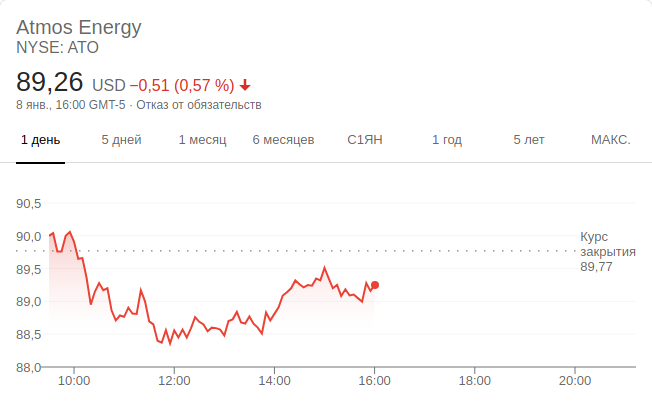 Atmos Energy
NYSE: ATO
89,26 USD −0,51 (0,57 %)
8 янв., 16:00 GMT-5 · Отказ от обязательств
1 день 5 дней 1 месяц 6 месяцев С1ЯН 1 год 5 лет МАКС.
90,5
90,0
89,5
89,0
88,5
88,0
Курс
закрытия
89,77
10:00 12:00 14:00 16:00 18:00 20:00